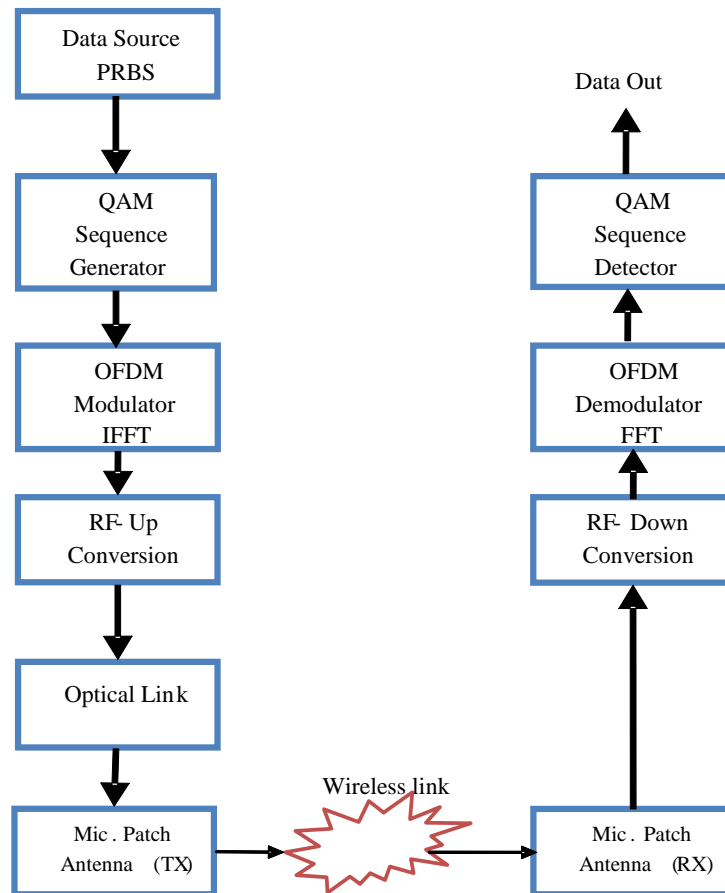 Data Source
PRBS
QAM
Sequence
Generator
OFDM
Modulator
IFFT
RF- Up
Conversion
Optical Link
Mic . Patch
Antenna (TX)
Wireless link
Mic . Patch
Antenna (RX)
RF- Down
Conversion
OFDM
Demodulator
FFT
QAM
Sequence
Detector
Data Out